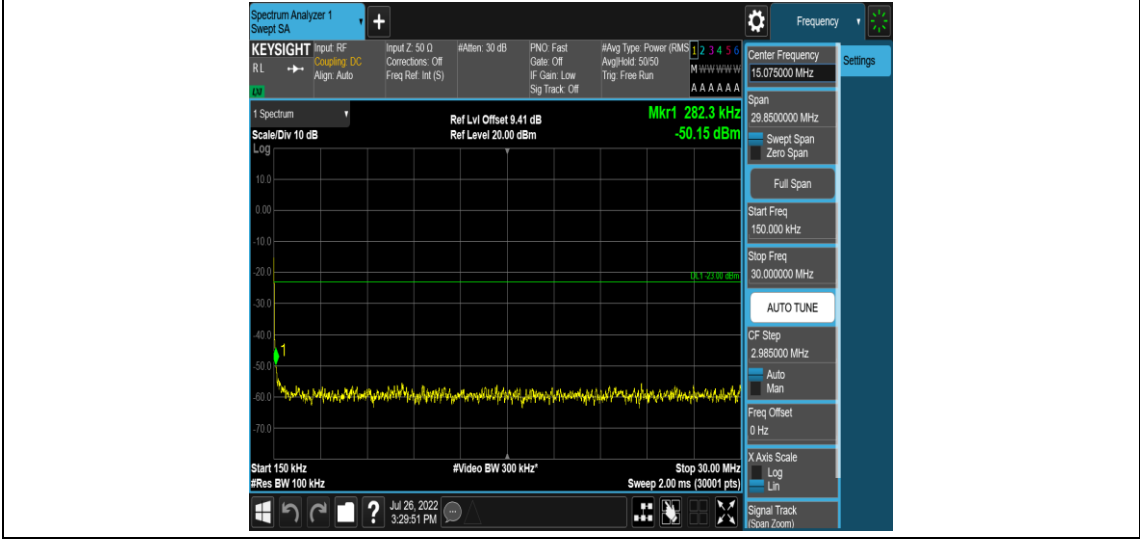 Spectrum Analyzer 1
Swept SA
+
Frequency
KEYSIGHT
RL
LXI
Input: RF
Coupling: DC
Align: Auto
Input Z: 50 Ω
Corrections: Off
Freq Ref: Int (S)
#Atten: 30 dB
PNO: Fast
Gate: Off
IF Gain: Low
Sig Track: Off
#Avg Type: Power (RMS
Avg|Hold: 50/50
Trig: Free Run
1 2 3 4 5 6
M W W W W W
A A A A A A
1 Spectrum
Scale/Div 10 dB
Log
Ref Lvl Offset 9.41 dB
Ref Level 20.00 dBm
Mkr1 282.3 kHz
-50.15 dBm
10.0
0.00
-10.0
-20.0
DL1 -23.00 dBm
-30.0
-40.0
1
-50.0
-60.0
-70.0
Start 150 kHz
#Res BW 100 kHz
#Video BW 300 kHz*
Stop 30.00 MHz
Sweep 2.00 ms (30001 pts)
Center Frequency
15.075000 MHz
Settings
Span
29.8500000 MHz
Swept Span
Zero Span
Full Span
Start Freq
150.000 kHz
Stop Freq
30.000000 MHz
AUTO TUNE
CF Step
2.985000 MHz
Auto
Man
Freq Offset
0 Hz
X Axis Scale
Log
Lin
Signal Track
(Span Zoom)
?
Jul 26, 2022
3:29:51 PM